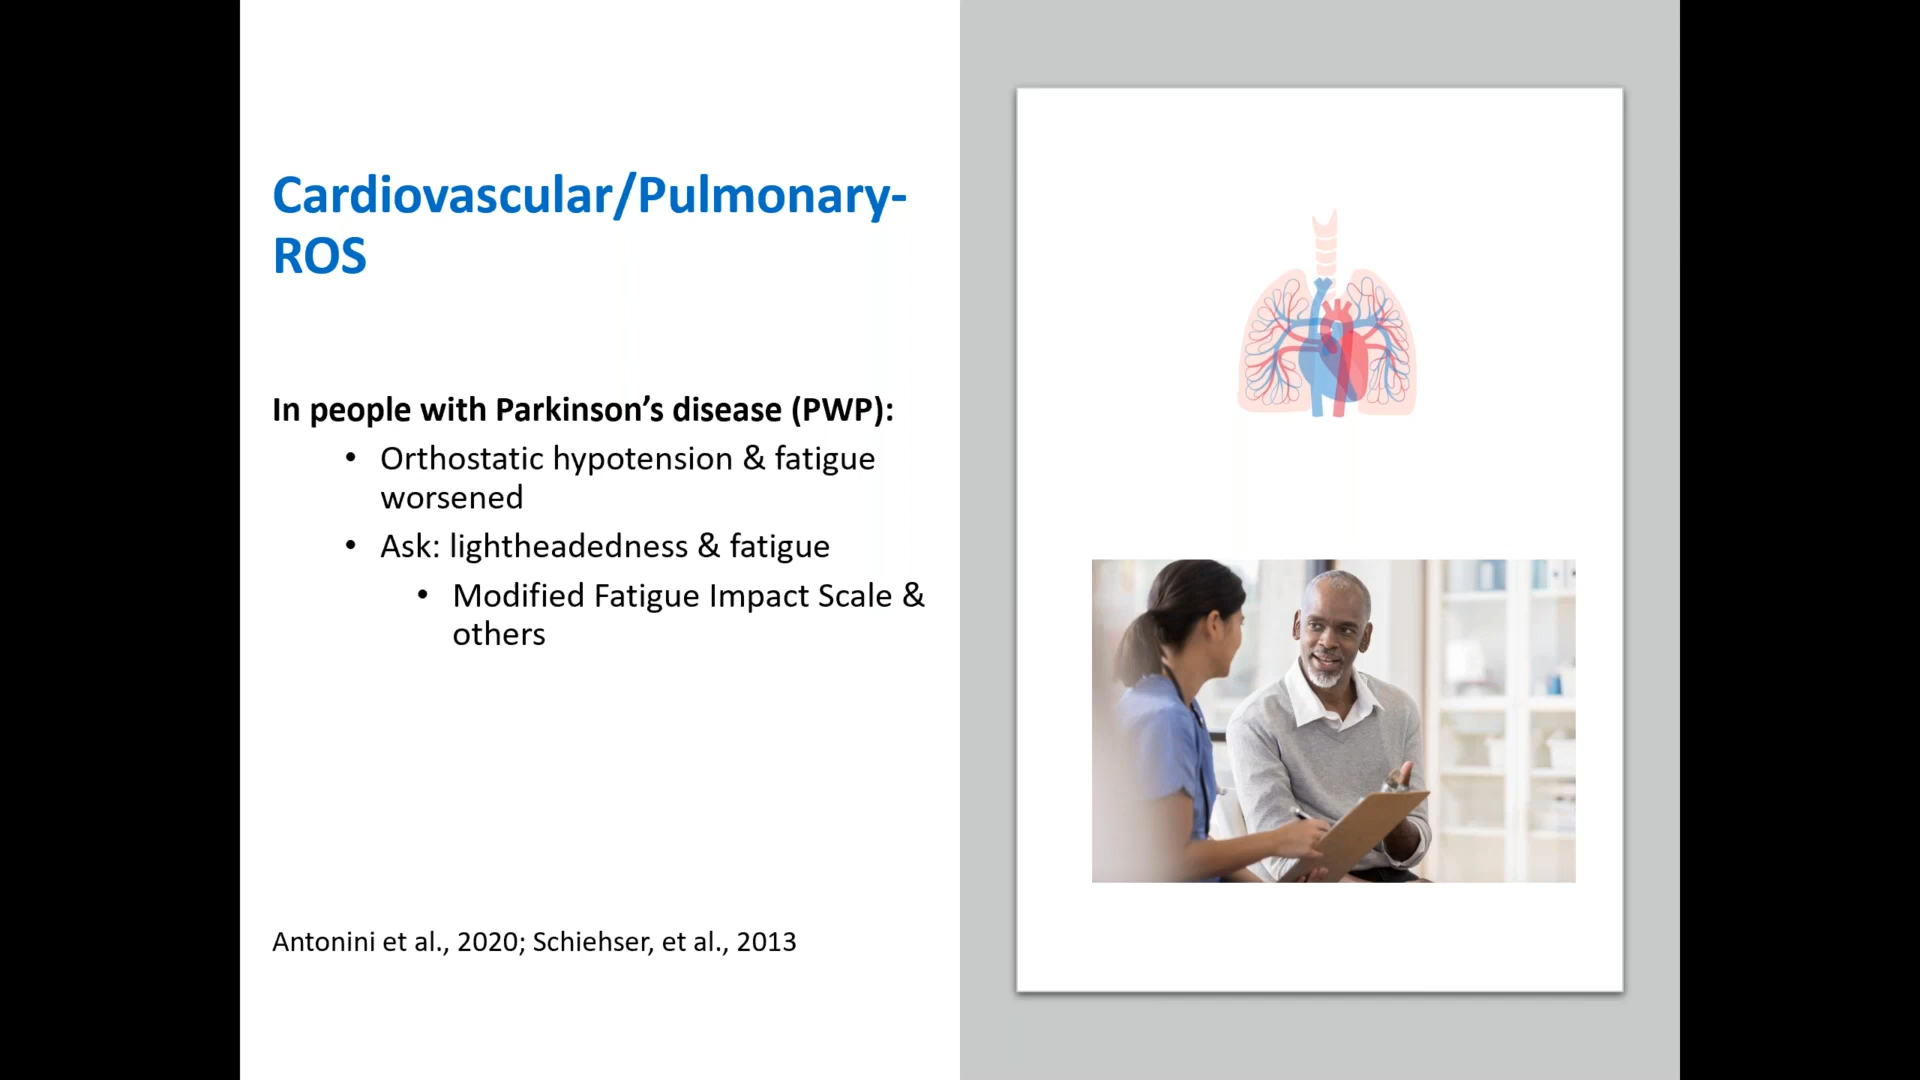 Cardiovascular/Pulmonary-
ROS
In people with Parkinson’s disease (PWP):
• Orthostatic hypotension & fatigue
worsened
• Ask: lightheadedness & fatigue
• Modified Fatigue Impact Scale &
others
Antonini et al., 2020; Schiehser, et al., 2013